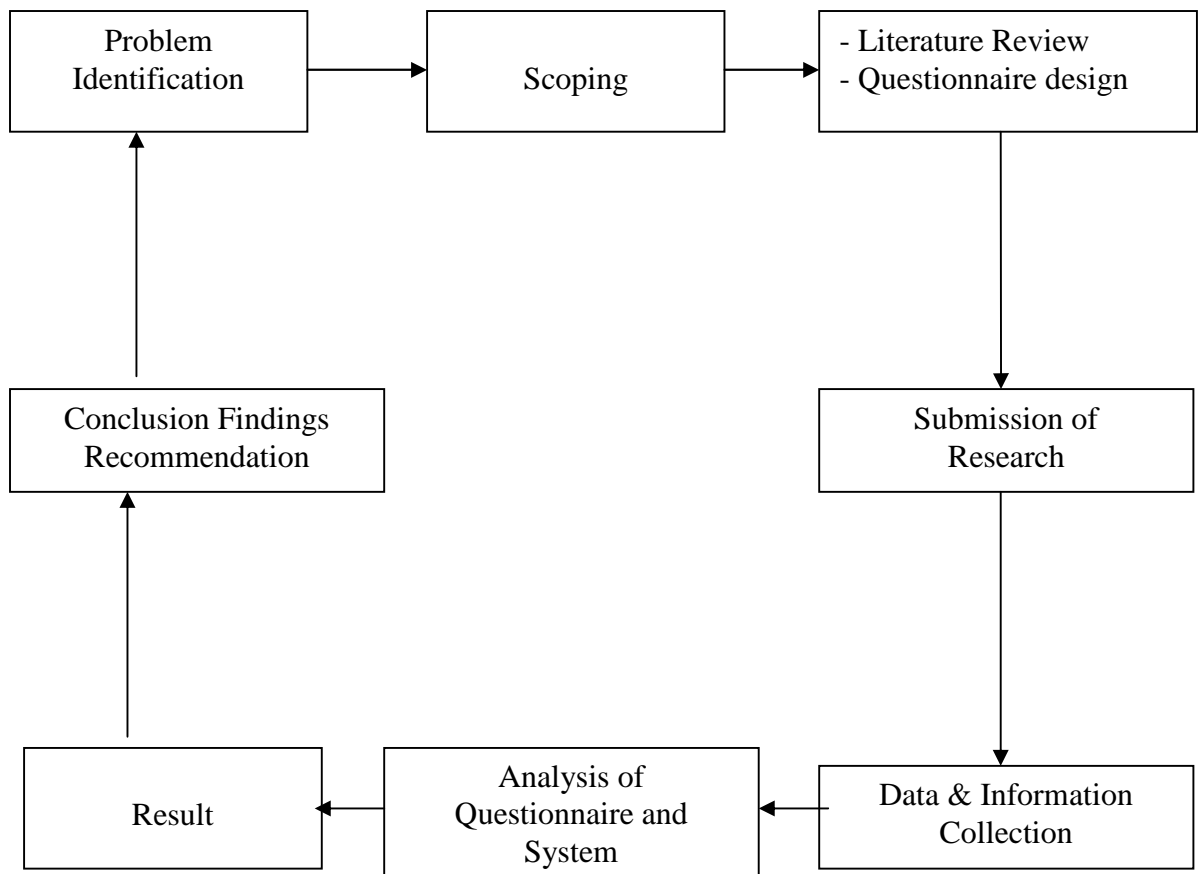 Problem
Identification
Scoping
- Literature Review
- Questionnaire design
Submission of
Research
Data & Information
Collection
Analysis of
Questionnaire and
System
Result
Conclusion Findings
Recommendation